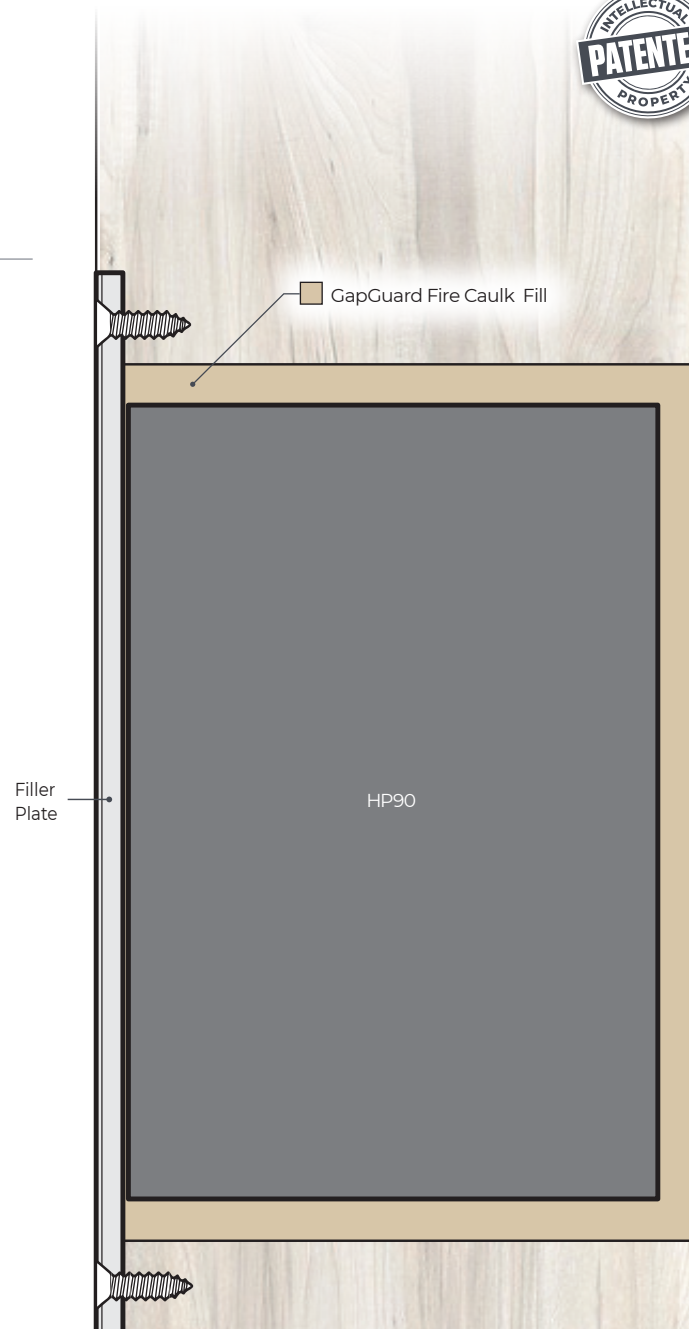 INTELLECTUAL
PATENTE
PROPERTY
GapGuard Fire Caulk Fill
Filler
Plate
HP90